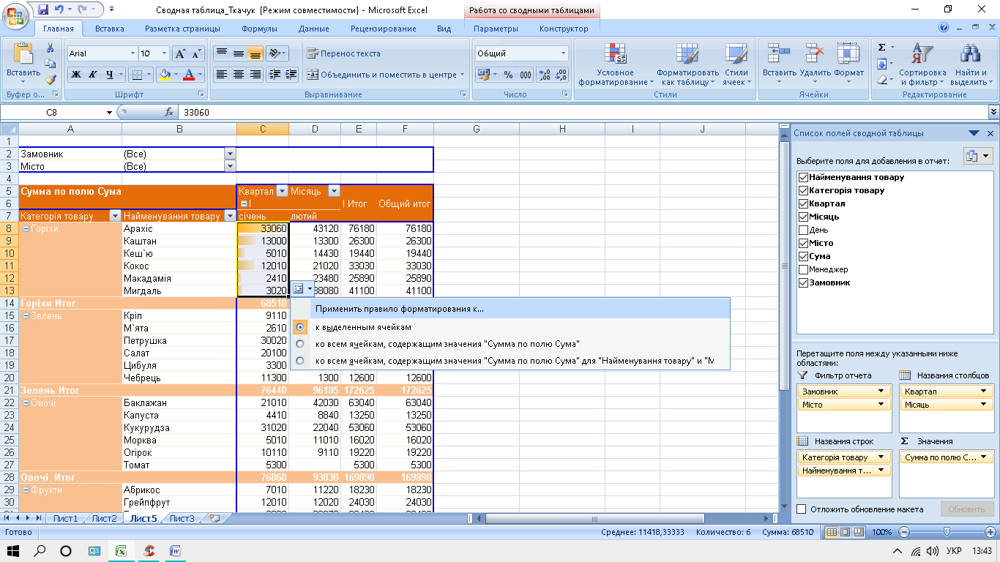 Сводная таблица_Ткачук [Режим совместимости] - Microsoft Excel
Работа со сводными таблицами
Главная Вставка Разметка страницы Формулы Данные Рецензирование Вид Параметры Конструктор
Arial 10 Перенос текста Общий
Вставить
Ж К Ч Объединить и поместить в центре % 000
Условное форматирование
Форматировать как таблицу
Стили ячеек
Вставить Удалить Формат
Сортировка и фильтр
Найти и выделить
Буфер о... Шрифт Выравнивание Число Стили Ячейки Редактирование
C8 fx 33060
A B C D E F G H I J
1
2 Замовник (Все)
3 Місто (Все)
4
5 Сумма по полю Сума Квартал Місяць
6 I I Итог Общий итог
7 Категорія товару Найменування товару січень лютий
8 Горіхи Арахіс 33060 43120 76180 76180
9 Каштан 13000 13300 26300 26300
10 Кеш`ю 5010 14430 19440 19440
11 Кокос 12010 21020 33030 33030
12 Макадамія 2410 23480 25890 25890
13 Мигдаль 3020 38080 41100 41100
14 Горіхи Итог 68510
15 Зелень Кріп 9110
16 М`ята 2610
17 Петрушка 30020
18 Салат 20100
19 Цибуля 3300
20 Чебрець 11300 1300 12600 12600
21 Зелень Итог 76440 96185 172625 172625
22 Овочі Баклажан 21010 42030 63040 63040
23 Капуста 4410 8840 13250 13250
24 Кукурудза 31020 22040 53060 53060
25 Морква 5010 11010 16020 16020
26 Огірок 10110 9110 19220 19220
27 Томат 5300 5300 5300
28 Овочі Итог 76860 93030 169890 169890
29 Фрукти Абрикос 7010 11220 18230 18230
30 Грейпфрут 12010 12020 24030 24030
Применить правило форматирования к...
к выделенным ячейкам
ко всем ячейкам, содержащим значения "Сумма по полю Сума"
ко всем ячейкам, содержащим значения "Сумма по полю Сума" для "Найменування товару" и "М
Список полей сводной таблицы
Выберите поля для добавления в отчет:
Найменування товару
Категорія товару
Квартал
Місяць
День
Місто
Сума
Менеджер
Замовник
Перетащите поля между указанными ниже
областями:
Фильтр отчета Названия столбцов
Замовник Квартал
Місто Місяць
Названия строк Σ Значения
Категорія товару Сумма по полю С...
Найменування т...
Отложить обновление макета Обновить
Лист1 Лист2 Лист5 Лист3
Готово Среднее: 11418,33333 Количество: 6 Сумма: 68510 100%
УКР 13:43